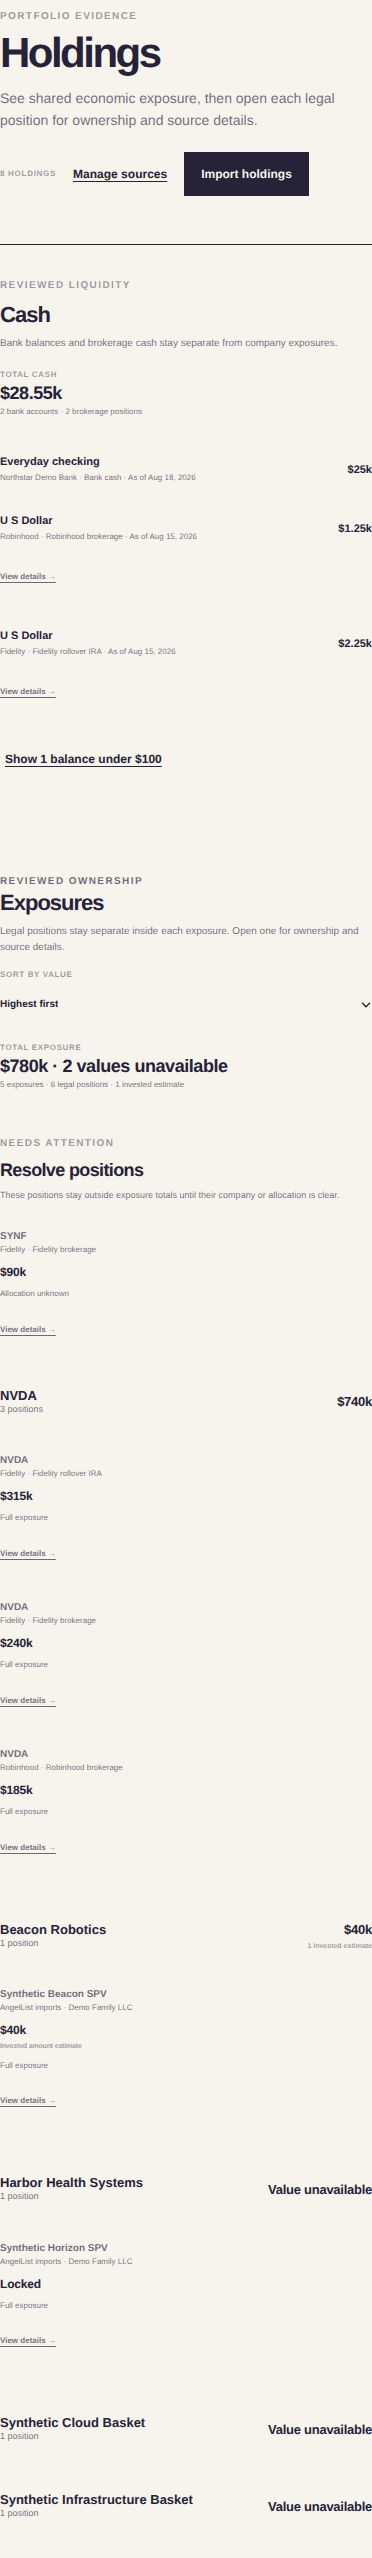 PORTFOLIO EVIDENCE
Holdings
See shared economic exposure, then open each legal
position for ownership and source details.
8 HOLDINGS
Manage sources
Import holdings
REVIEWED LIQUIDITY
Cash
Bank balances and brokerage cash stay separate from company exposures.
TOTAL CASH
$28.55k
2 bank accounts · 2 brokerage positions
Everyday checking
$25k
Northstar Demo Bank · Bank cash · As of Aug 18, 2026
U S Dollar
$1.25k
Robinhood · Robinhood brokerage · As of Aug 15, 2026
View details →
U S Dollar
$2.25k
Fidelity · Fidelity rollover IRA · As of Aug 15, 2026
View details →
Show 1 balance under $100
REVIEWED OWNERSHIP
Exposures
Legal positions stay separate inside each exposure. Open one for ownership and
source details.
SORT BY VALUE
Highest first
TOTAL EXPOSURE
$780k · 2 values unavailable
5 exposures · 6 legal positions · 1 invested estimate
NEEDS ATTENTION
Resolve positions
These positions stay outside exposure totals until their company or allocation is clear.
SYNF
Fidelity · Fidelity brokerage
$90k
Allocation unknown
View details →
NVDA
$740k
3 positions
NVDA
Fidelity · Fidelity rollover IRA
$315k
Full exposure
View details →
NVDA
Fidelity · Fidelity brokerage
$240k
Full exposure
View details →
NVDA
Robinhood · Robinhood brokerage
$185k
Full exposure
View details →
Beacon Robotics
$40k
1 position
1 invested estimate
Synthetic Beacon SPV
AngelList imports · Demo Family LLC
$40k
Invested amount estimate
Full exposure
View details →
Harbor Health Systems
Value unavailable
1 position
Synthetic Horizon SPV
AngelList imports · Demo Family LLC
Locked
Full exposure
View details →
Synthetic Cloud Basket
Value unavailable
1 position
Synthetic Infrastructure Basket
Value unavailable
1 position